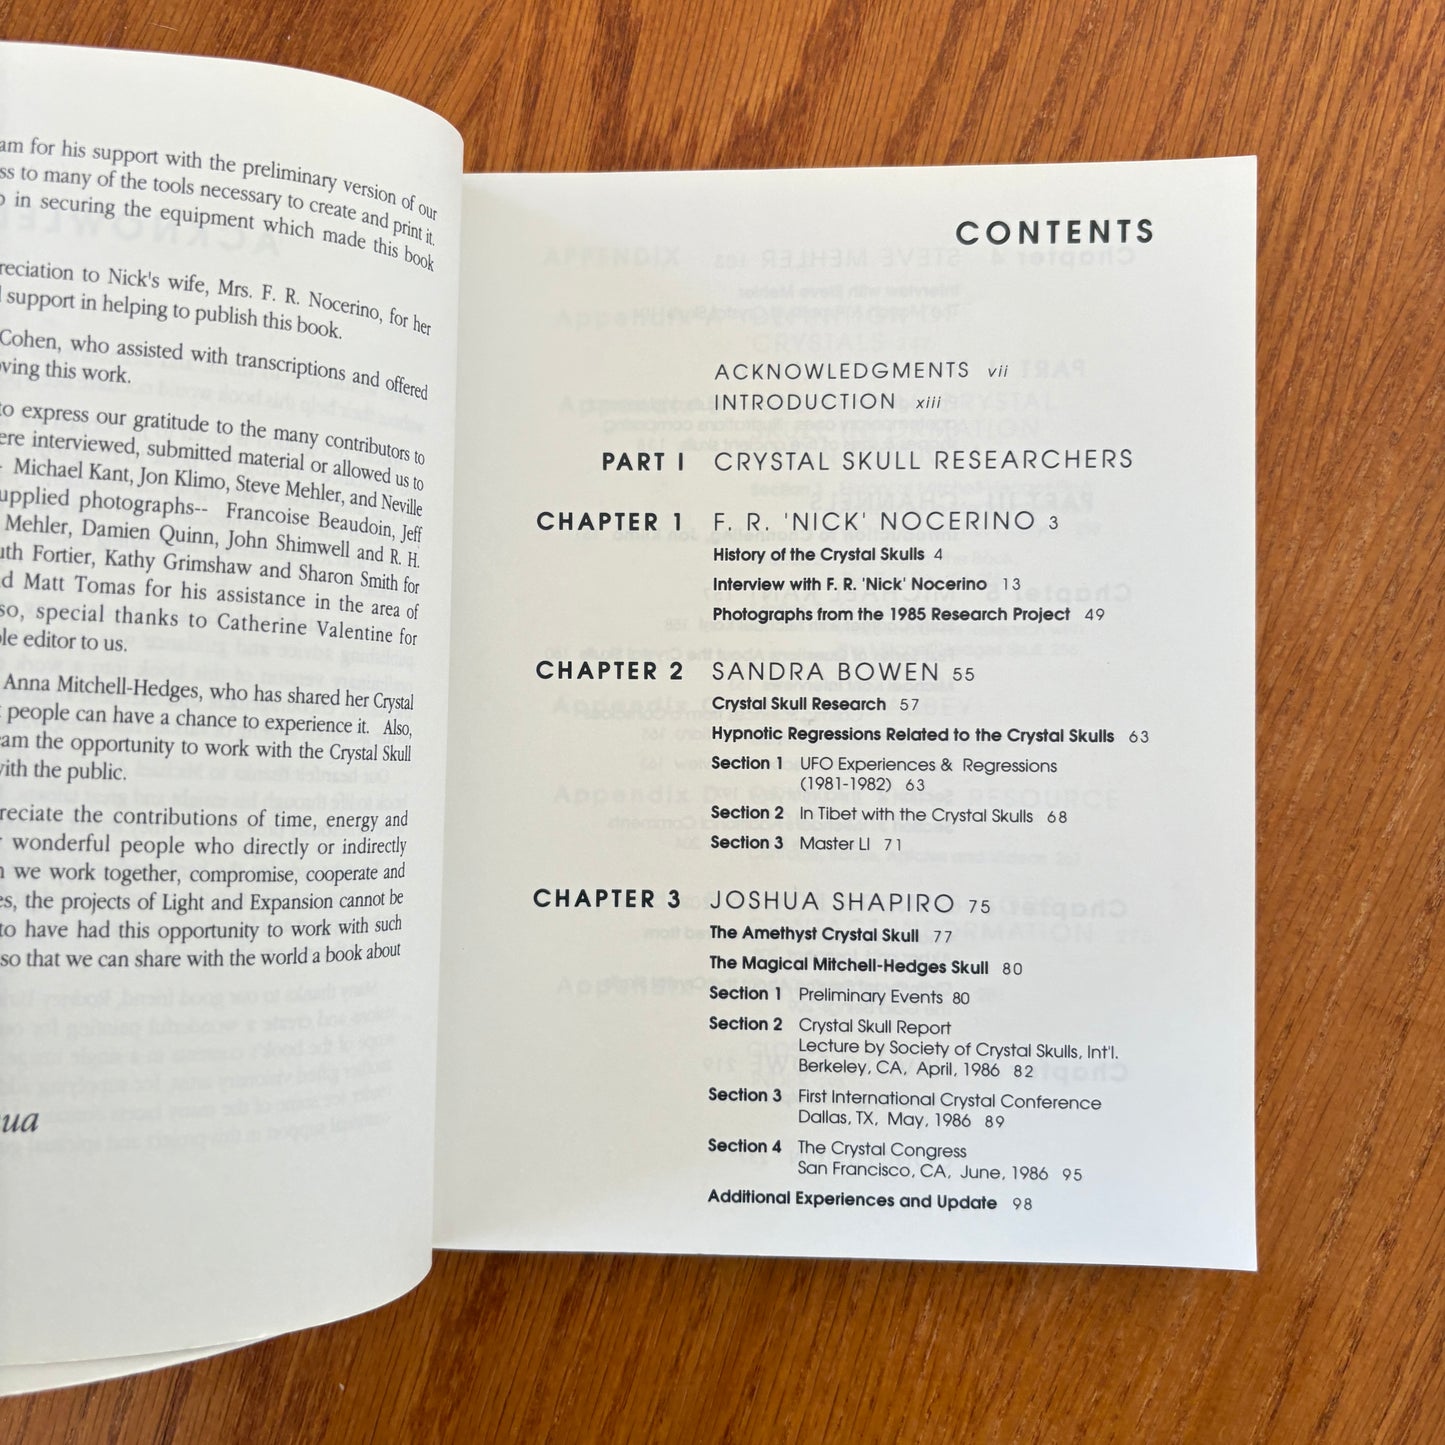 am for his support with the preliminary version of our
ss to many of the tools necessary to create and print it.
in securing the equipment which made this book
reciation to Nick's wife, Mrs. F. R. Nocerino, for her
support in helping to publish this book.
Cohen, who assisted with transcriptions and offered
ving this work.
to express our gratitude to the many contributors to
ere interviewed, submitted material or allowed us to
- Michael Kant, Jon Klimo, Steve Mehler, and Neville
upplied photographs-- Francoise Beaudoin, Jeff
Mehler, Damien Quinn, John Shimwell and R. H.
uth Fortier, Kathy Grimshaw and Sharon Smith for
d Matt Tomas for his assistance in the area of
so, special thanks to Catherine Valentine for
le editor to us.
Anna Mitchell-Hedges, who has shared her Crystal
t people can have a chance to experience it. Also,
eam the opportunity to work with the Crystal Skull
with the public.
reciate the contributions of time, energy and
wonderful people who directly or indirectly
n we work together, compromise, cooperate and
es, the projects of Light and Expansion cannot be
to have had this opportunity to work with such
so that we can share with the world a book about
ua
CONTENTS
ACKNOWLEDGMENTS vii
INTRODUCTION xiii
PART I CRYSTAL SKULL RESEARCHERS
CHAPTER 1 F. R. 'NICK' NOCERINO 3
History of the Crystal Skulls 4
Interview with F. R. 'Nick' Nocerino 13
Photographs from the 1985 Research Project 49
CHAPTER 2 SANDRA BOWEN 55
Crystal Skull Research 57
Hypnotic Regressions Related to the Crystal Skulls 63
Section 1 UFO Experiences & Regressions
(1981-1982) 63
Section 2 In Tibet with the Crystal Skulls 68
Section 3 Master LI 71
CHAPTER 3 JOSHUA SHAPIRO 75
The Amethyst Crystal Skull 77
The Magical Mitchell-Hedges Skull 80
Section 1 Preliminary Events 80
Section 2 Crystal Skull Report
Lecture by Society of Crystal Skulls, Int'l.
Berkeley, CA, April, 1986 82
Section 3 First International Crystal Conference
Dallas, TX, May, 1986 89
Section 4 The Crystal Congress
San Francisco, CA, June, 1986 95
Additional Experiences and Update 98